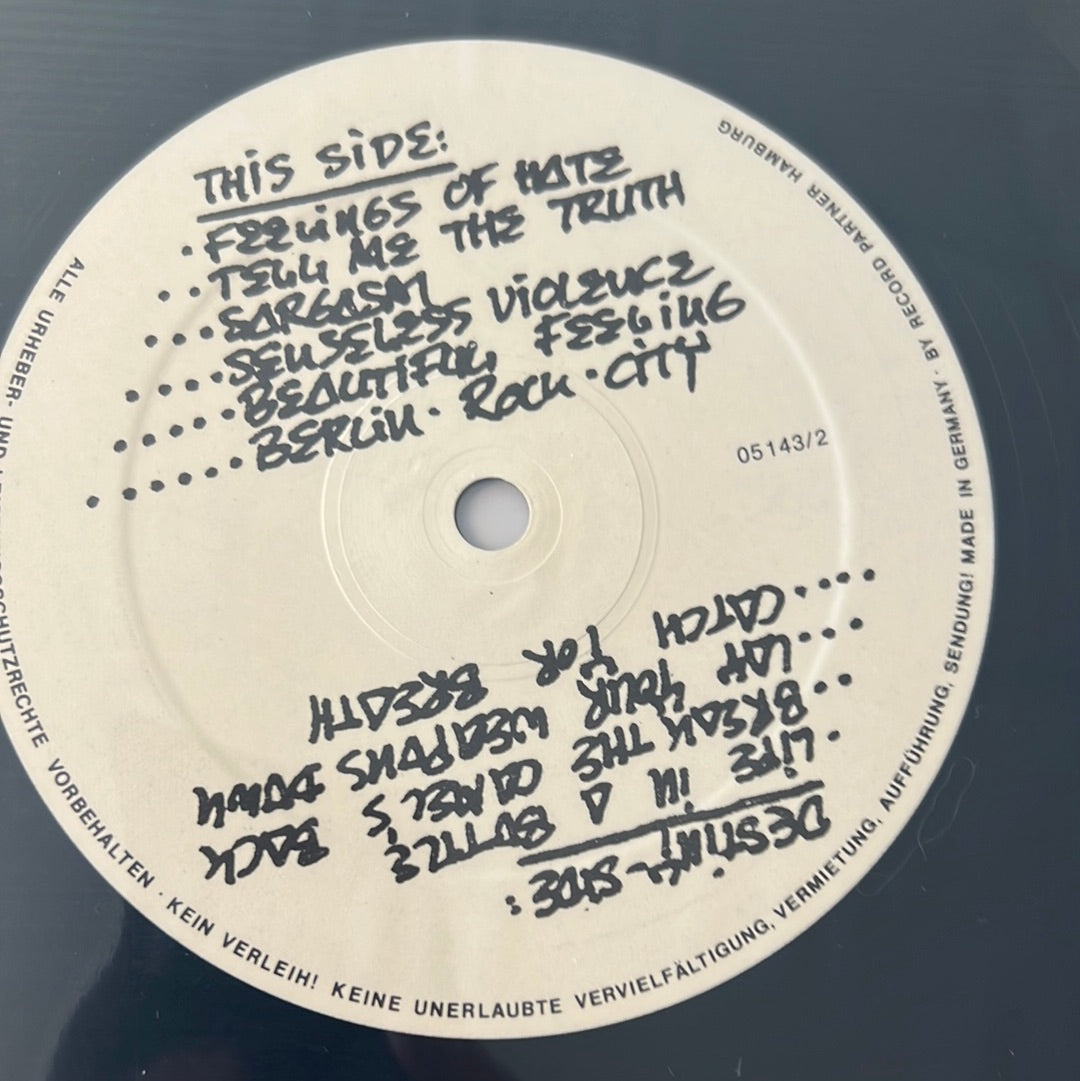 THIS SIDE:
. FEELINGS OF HATE
.. TELL ME THE TRUTH
... SARGASM
.... SENSELESS VIOLENCE
..... BEAUTIFUL FEELING
...... BERLIN · ROCK · CITY
05143/2
DESTINY-SIDE:
. LIFE IN A BOTTLE
.. BREAK THE CAMEL'S BACK
... LAY YOUR WEAPONS DOWN
.... CATCH FOR BREATH
ALLE URHEBER- UND VORBEHALTEN · KEIN VERLEIH! KEINE UNERLAUBTE VERVIELFÄLTIGUNG, VERMIETUNG, AUFFÜHRUNG, SENDUNG! MADE IN GERMANY · BY RECORD PARTNER HAMBURG